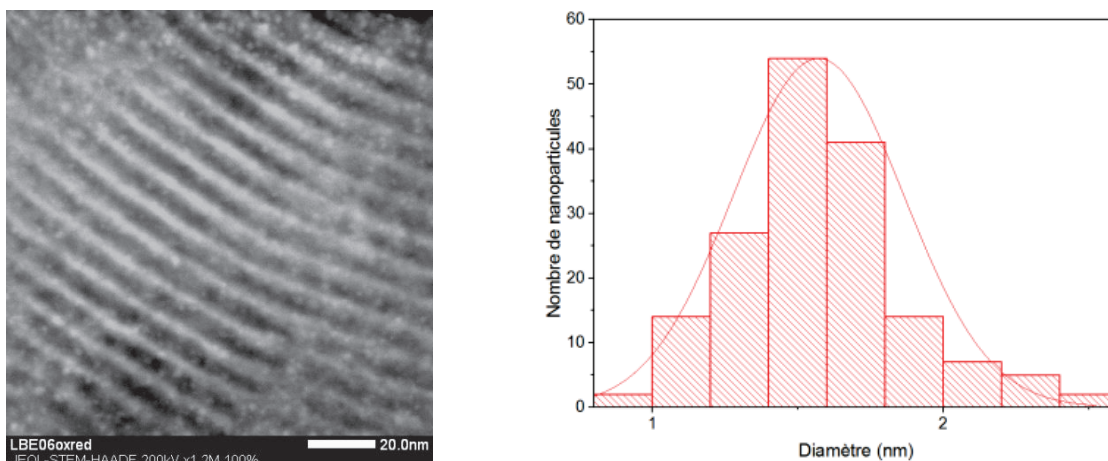 LBE06oxred 20.0nm
JEOL-STEM-HAADF 200kV x1.2M 100%
Nombre de nanoparticules
60
50
40
30
20
10
0
1 2
Diamètre (nm)